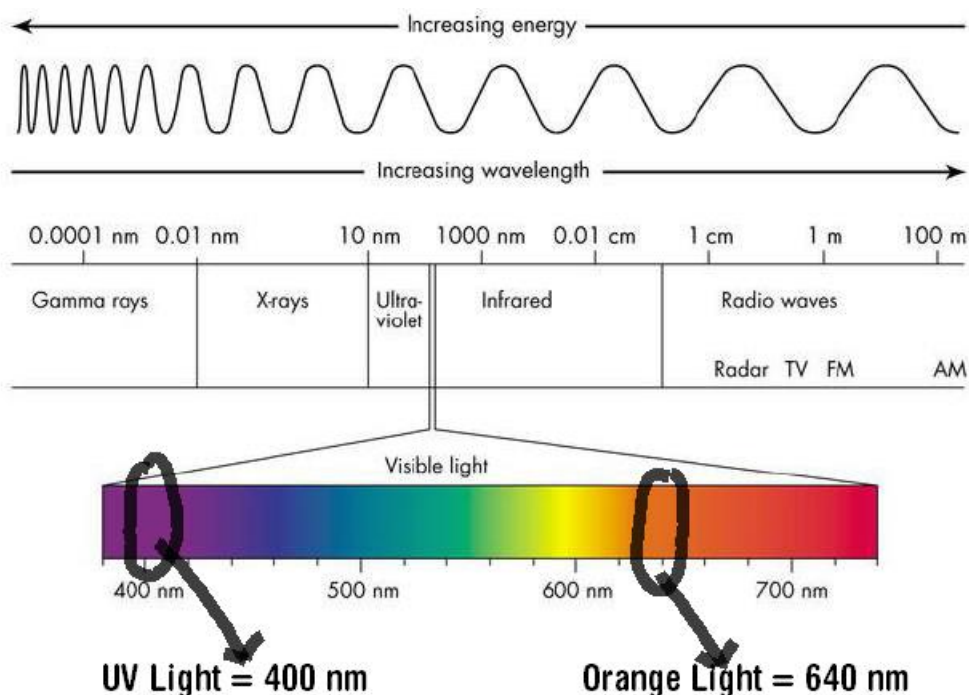 Increasing energy
Increasing wavelength
0.0001 nm 0.01 nm 10 nm 1000 nm 0.01 cm 1 cm 1 m 100 m
Gamma rays X-rays Ultra- Infrared Radio waves
violet
Radar TV FM AM
Visible light
400 nm 500 nm 600 nm 700 nm
UV Light = 400 nm Orange Light = 640 nm